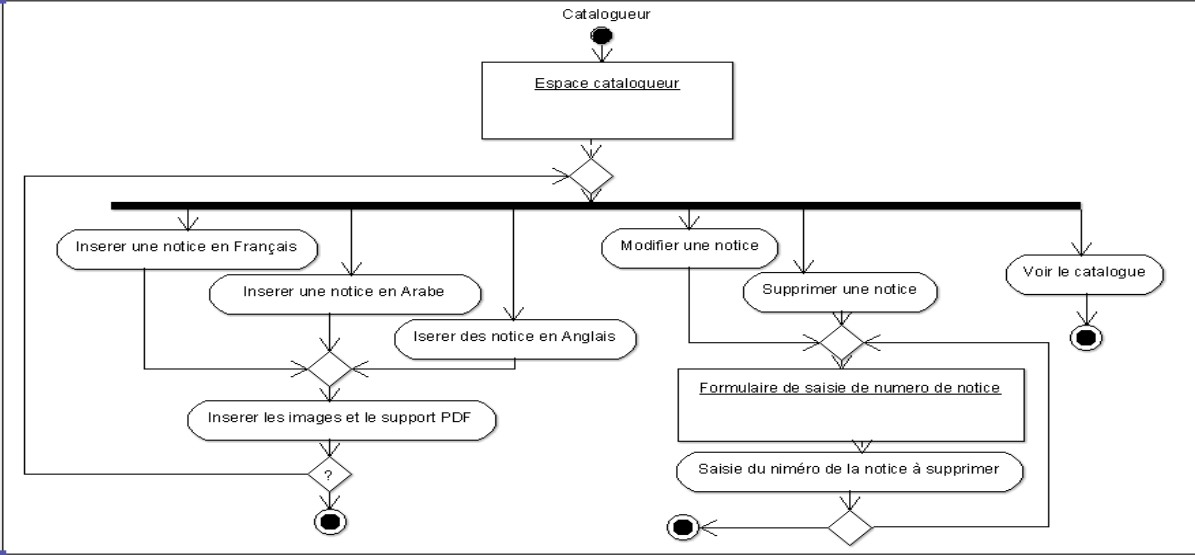 Catalogueur
Espace catalogueur
Inserer une notice en Français
Modifier une notice
Voir le catalogue
Inserer une notice en Arabe
Supprimer une notice
Iserer des notice en Anglais
Formulaire de saisie de numero de notice
Inserer les images et le support PDF
Saisie du niméro de la notice à supprimer
?